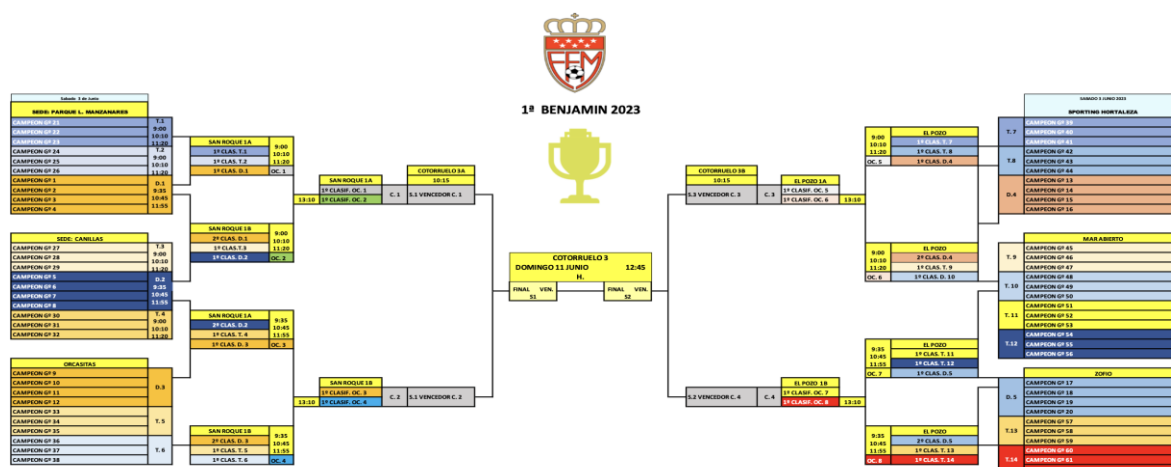 FFM
1ª BENJAMIN 2023
Sabado 3 de Junio
SEDE: PARQUE L. MANZANARES
CAMPEON Gº 21
CAMPEON Gº 22
CAMPEON Gº 23
T.1
9:00
10:10
11:20
CAMPEON Gº 24
CAMPEON Gº 25
CAMPEON Gº 26
T.2
9:00
10:10
11:20
CAMPEON Gº 1
CAMPEON Gº 2
CAMPEON Gº 3
CAMPEON Gº 4
D.1
9:35
10:45
11:55
SEDE: CANILLAS
CAMPEON Gº 27
CAMPEON Gº 28
CAMPEON Gº 29
T.3
9:00
10:10
11:20
CAMPEON Gº 5
CAMPEON Gº 6
CAMPEON Gº 7
CAMPEON Gº 8
D.2
9:35
10:45
11:55
CAMPEON Gº 30
CAMPEON Gº 31
CAMPEON Gº 32
T. 4
9:00
10:10
11:20
ORCASITAS
CAMPEON Gº 9
CAMPEON Gº 10
CAMPEON Gº 11
CAMPEON Gº 12
D.3
CAMPEON Gº 33
CAMPEON Gº 34
CAMPEON Gº 35
T. 5
CAMPEON Gº 36
CAMPEON Gº 37
CAMPEON Gº 38
T. 6
SAN ROQUE 1A
1º CLAS. T.1
1º CLAS. T.2
1º CLAS. D.1
9:00
10:10
11:20
OC. 1
SAN ROQUE 1B
2º CLAS. D.1
1º CLAS.T.3
1º CLAS. D.2
9:00
10:10
11:20
OC. 2
SAN ROQUE 1A
2º CLAS. D.2
1º CLAS. T. 4
1º CLAS. D. 3
9:35
10:45
11:55
OC. 3
SAN ROQUE 1B
2º CLAS. D. 3
1º CLAS. T. 5
1º CLAS. T. 6
9:35
10:45
11:55
OC. 4
SAN ROQUE 1A
1º CLASIF. OC. 1
13:10 1º CLASIF. OC. 2
C. 1
SAN ROQUE 1B
1º CLASIF. OC. 3
13:10 1º CLASIF. OC. 4
C. 2
COTORRUELO 3A
10:15
S.1 VENCEDOR C. 1
S.1 VENCEDOR C. 2
COTORRUELO 3
DOMINGO 11 JUNIO 12:45
H.
FINAL VEN. S1
FINAL VEN. S2
COTORRUELO 3B
10:15
S.3 VENCEDOR C. 3
S.2 VENCEDOR C. 4
EL POZO 1A
C. 3
1º CLASIF. OC. 5
1º CLASIF. OC. 6 13:10
EL POZO 1B
C. 4
1º CLASIF. OC. 7
1º CLASIF. OC. 8 13:10
9:00
10:10
11:20
OC. 5
EL POZO
1º CLAS. T. 7
1º CLAS. T. 8
1º CLAS. D.4
9:00
10:10
11:20
OC. 6
EL POZO
2º CLAS. D.4
1º CLAS. T. 9
1º CLAS. D. 10
9:35
10:45
11:55
OC. 7
EL POZO
1º CLAS. T. 11
1º CLAS. T. 12
1º CLAS. D.5
9:35
10:45
11:55
OC. 8
EL POZO
2º CLAS. D.5
1º CLAS. T. 13
1º CLAS. T. 14
SABADO 3 JUNIO 2023
SPORTING HORTALEZA
T. 7
CAMPEON Gº 39
CAMPEON Gº 40
CAMPEON Gº 41
T.8
CAMPEON Gº 42
CAMPEON Gº 43
CAMPEON Gº 44
D.4
CAMPEON Gº 13
CAMPEON Gº 14
CAMPEON Gº 15
CAMPEON Gº 16
MAR ABIERTO
T. 9
CAMPEON Gº 45
CAMPEON Gº 46
CAMPEON Gº 47
T. 10
CAMPEON Gº 48
CAMPEON Gº 49
CAMPEON Gº 50
T. 11
CAMPEON Gº 51
CAMPEON Gº 52
CAMPEON Gº 53
T.12
CAMPEON Gº 54
CAMPEON Gº 55
CAMPEON Gº 56
ZOFIO
D. 5
CAMPEON Gº 17
CAMPEON Gº 18
CAMPEON Gº 19
CAMPEON Gº 20
T.13
CAMPEON Gº 57
CAMPEON Gº 58
CAMPEON Gº 59
T.14
CAMPEON Gº 60
CAMPEON Gº 61